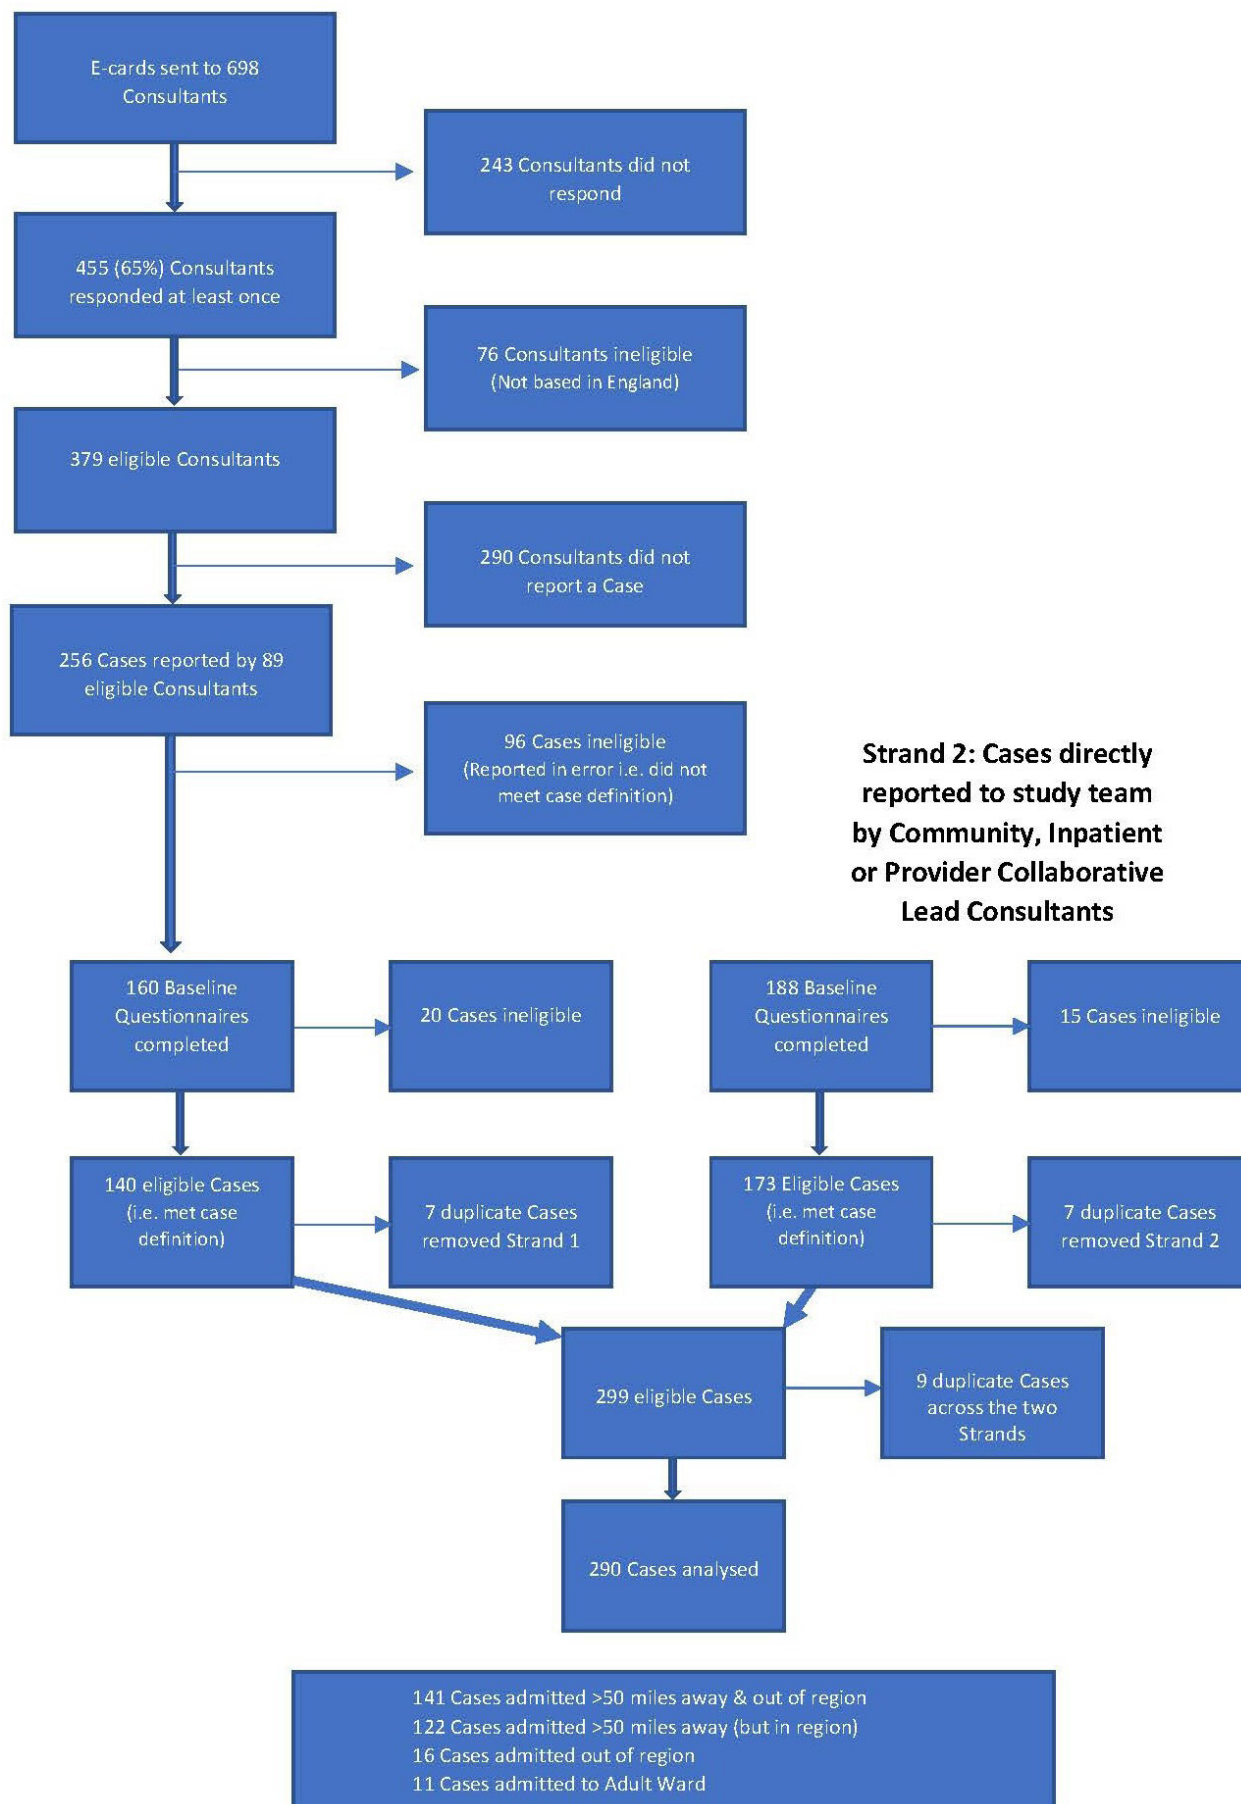 E-cards sent to 698
Consultants
243 Consultants did not
respond
455 (65%) Consultants
responded at least once
76 Consultants ineligible
(Not based in England)
379 eligible Consultants
290 Consultants did not
report a Case
256 Cases reported by 89
eligible Consultants
96 Cases ineligible
(Reported in error i.e. did not
meet case definition)
Strand 2: Cases directly
reported to study team
by Community, Inpatient
or Provider Collaborative
Lead Consultants
160 Baseline
Questionnaires
completed
20 Cases ineligible
188 Baseline
Questionnaires
completed
15 Cases ineligible
140 eligible Cases
(i.e. met case
definition)
7 duplicate Cases
removed Strand 1
173 Eligible Cases
(i.e. met case
definition)
7 duplicate Cases
removed Strand 2
299 eligible Cases
9 duplicate Cases
across the two
Strands
290 Cases analysed
141 Cases admitted >50 miles away & out of region
122 Cases admitted >50 miles away (but in region)
16 Cases admitted out of region
11 Cases admitted to Adult Ward